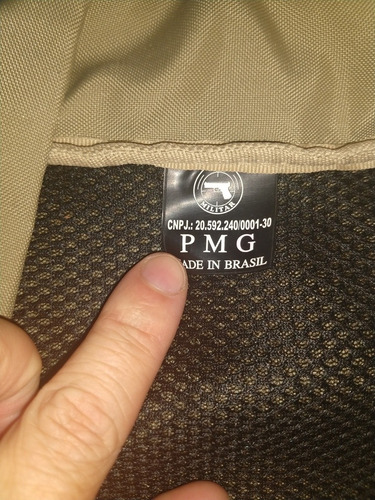 MILITAR
CNPJ.: 20.592.240/0001-30
PMG
ADE IN BRASIL